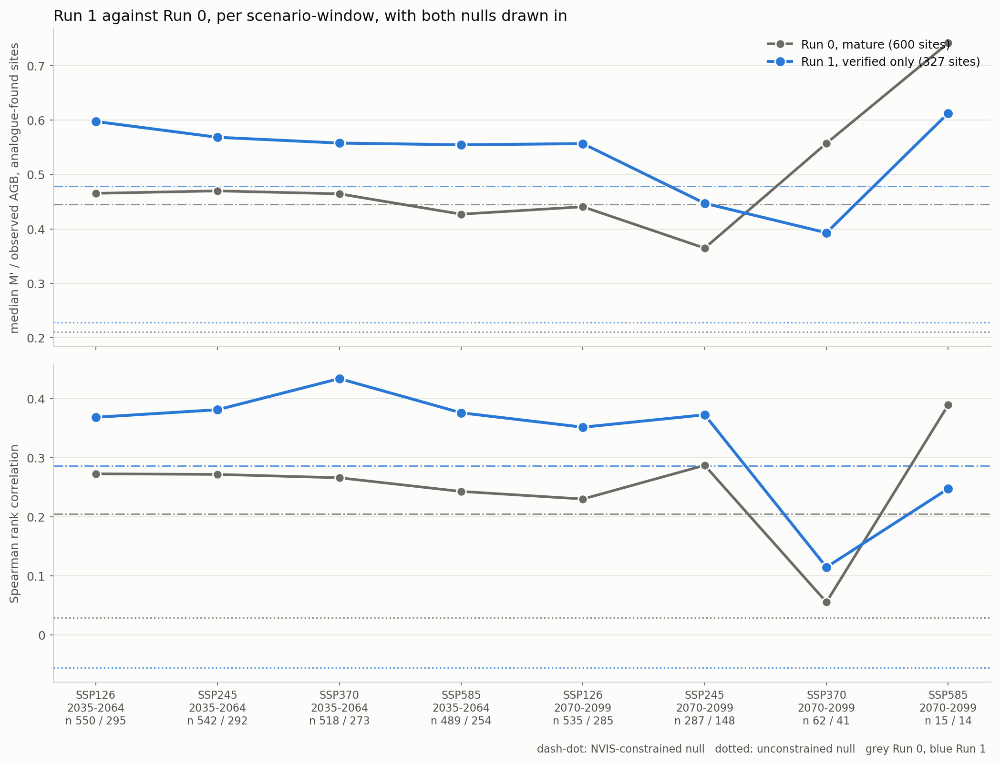 Run 1 against Run 0, per scenario-window, with both nulls drawn in
median M' / observed AGB, analogue-found sites
0.7
0.6
0.5
0.4
0.3
0.2
Run 0, mature (600 sites)
Run 1, verified only (327 sites)
Spearman rank correlation
0.4
0.3
0.2
0.1
0
SSP126
2035-2064
n 550 / 295
SSP245
2035-2064
n 542 / 292
SSP370
2035-2064
n 518 / 273
SSP585
2035-2064
n 489 / 254
SSP126
2070-2099
n 535 / 285
SSP245
2070-2099
n 287 / 148
SSP370
2070-2099
n 62 / 41
SSP585
2070-2099
n 15 / 14
dash-dot: NVIS-constrained null   dotted: unconstrained null   grey Run 0, blue Run 1